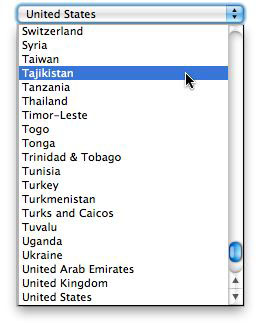 United States
Switzerland
Syria
Taiwan
Tajikistan
Tanzania
Thailand
Timor-Leste
Togo
Tonga
Trinidad & Tobago
Tunisia
Turkey
Turkmenistan
Turks and Caicos
Tuvalu
Uganda
Ukraine
United Arab Emirates
United Kingdom
United States